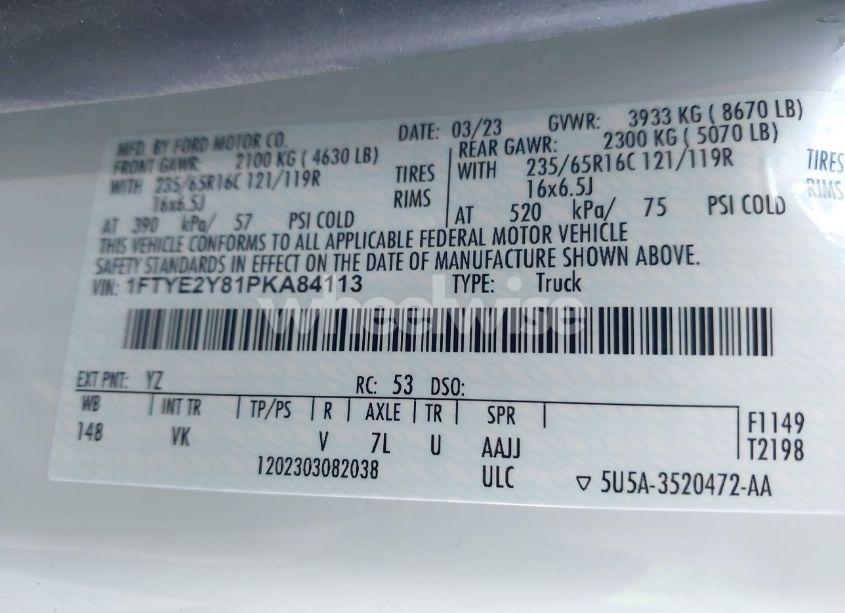 MFD. BY FORD MOTOR CO. DATE: 03/23 GVWR: 3933 KG ( 8670 LB)
FRONT GAWR: 2100 KG ( 4630 LB) REAR GAWR: 2300 KG ( 5070 LB)
WITH 235/65R16C 121/119R TIRES WITH 235/65R16C 121/119R TIRES
16x6.5J RIMS 16x6.5J RIMS
AT 390 kPa/ 57 PSI COLD AT 520 kPa/ 75 PSI COLD
THIS VEHICLE CONFORMS TO ALL APPLICABLE FEDERAL MOTOR VEHICLE
SAFETY STANDARDS IN EFFECT ON THE DATE OF MANUFACTURE SHOWN ABOVE.
VIN: 1FTYE2Y81PKA84113 TYPE: Truck
wheelwise
EXT PNT: YZ RC: 53 DSO:
WB INT TR TP/PS R AXLE TR SPR F1149
148 VK V 7L U AAJJ T2198
1202303082038 ULC 5U5A-3520472-AA